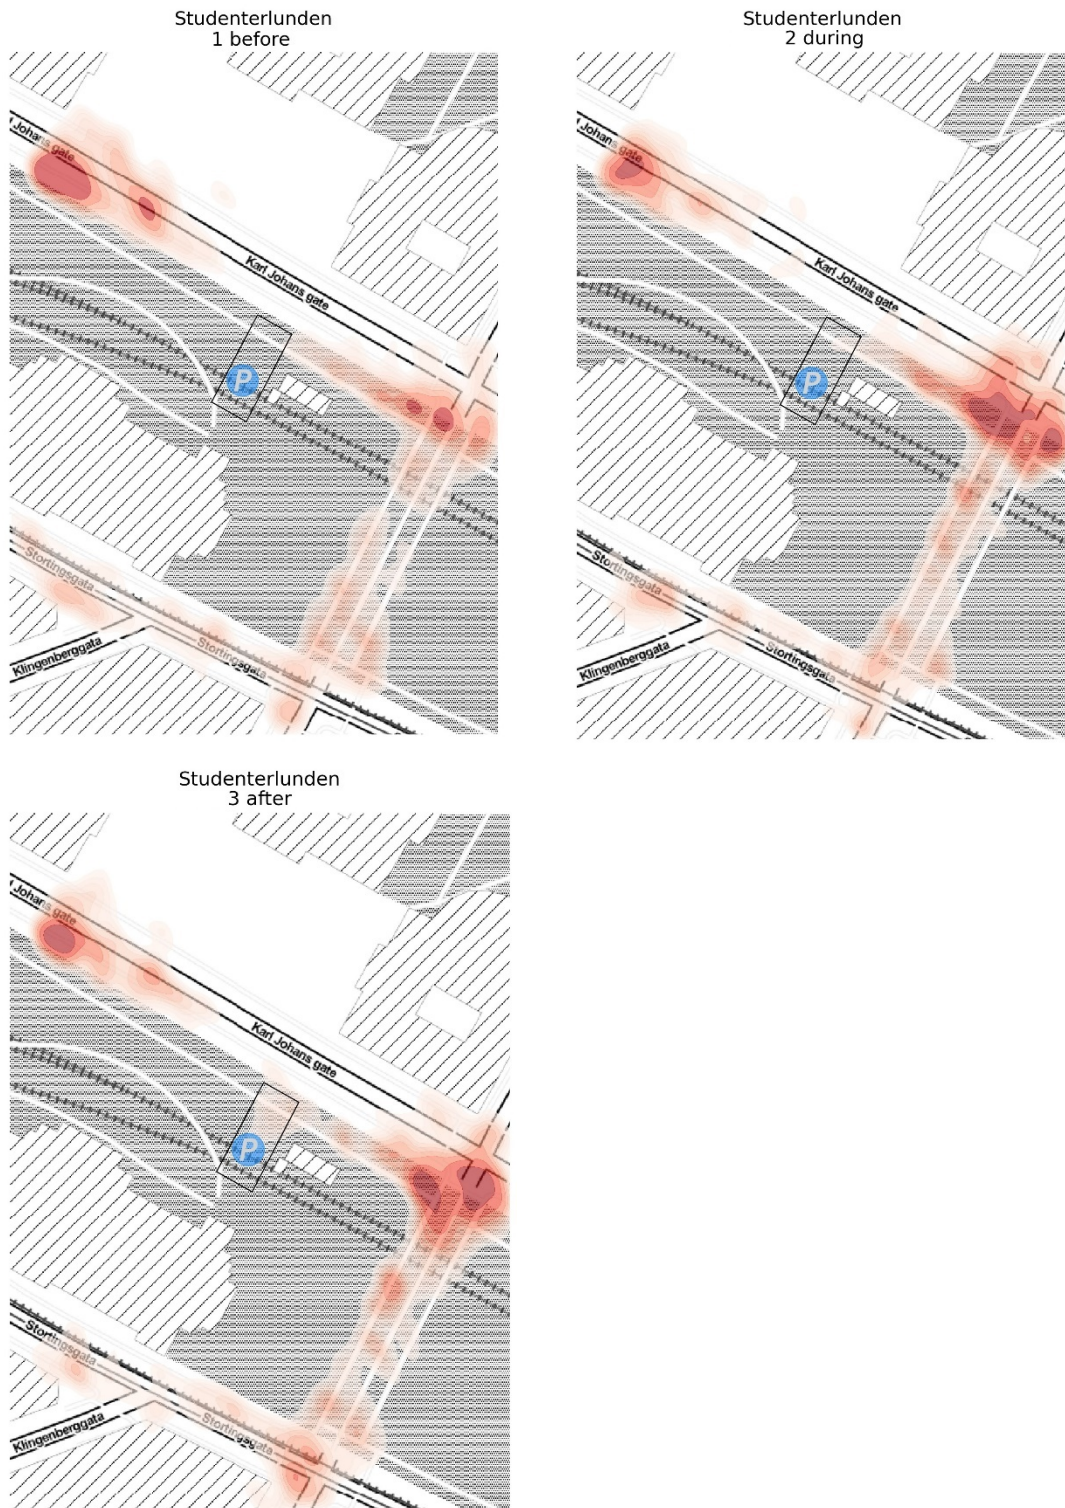 Studenterlunden
1 before
Johans gate
Karl Johans gate
P
Stortingsgata
Klingenberggata
Stortingsgata
Studenterlunden
2 during
Johans gate
Karl Johans gate
P
Stortingsgata
Klingenberggata
Stortingsgata
Studenterlunden
3 after
Johans gate
Karl Johans gate
P
Stortingsgata
Klingenberggata
Stortingsgata